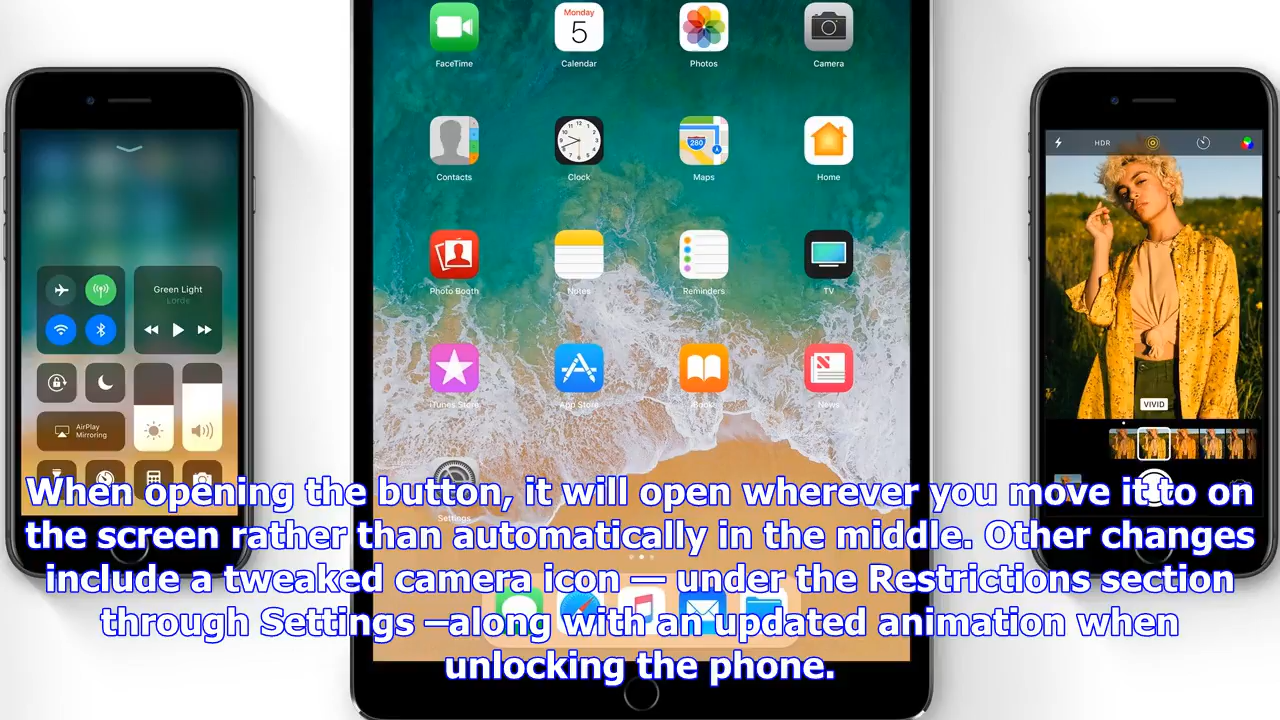 Monday
5
FaceTime
Calendar
Photos
Camera
12
280
Contacts
Clock
Maps
Home
Photo Booth
Notes
Reminders
TV
iTunes Store
App Store
iBooks
News
Settings
Green Light
Lorde
AirPlay
Mirroring
HDR
VIVID
When opening the button, it will open wherever you move it to on
the screen rather than automatically in the middle. Other changes
include a tweaked camera icon — under the Restrictions section
through Settings —along with an updated animation when
unlocking the phone.